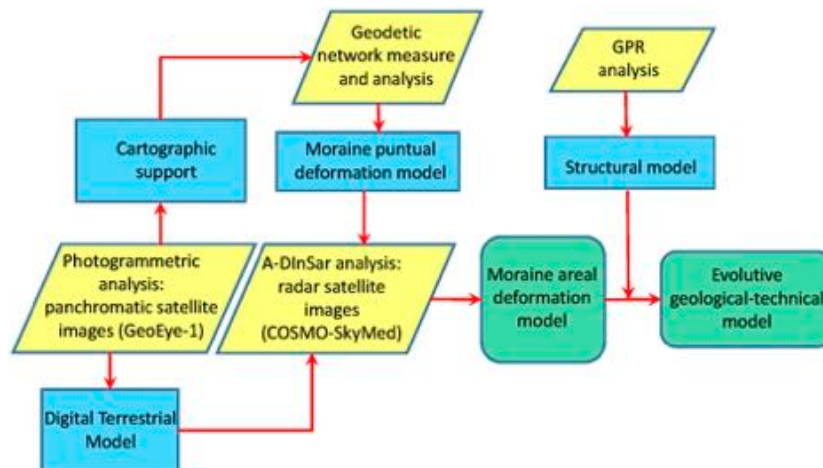 Geodetic
network measure
and analysis
GPR
analysis
Cartographic
support
Moraine puntual
deformation model
Structural model
Photogrammetric
analysis:
panchromatic satellite
images (GeoEye-1)
A-DInSar analysis:
radar satellite
images
(COSMO-SkyMed)
Moraine areal
deformation
model
Evolutive
geological-technical
model
Digital Terrestrial
Model